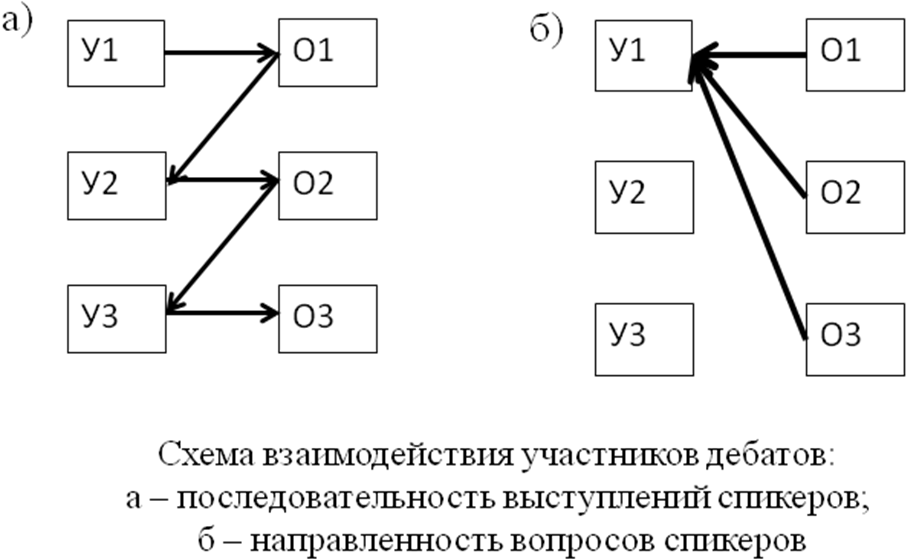 а)
У1 О1
У2 О2
У3 О3
б)
У1 О1
У2 О2
У3 О3
Схема взаимодействия участников дебатов:
а – последовательность выступлений спикеров;
б – направленность вопросов спикеров